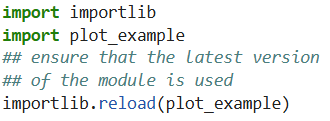 import importlib
import plot_example
## ensure that the latest version
## of the module is used
importlib.reload(plot_example)